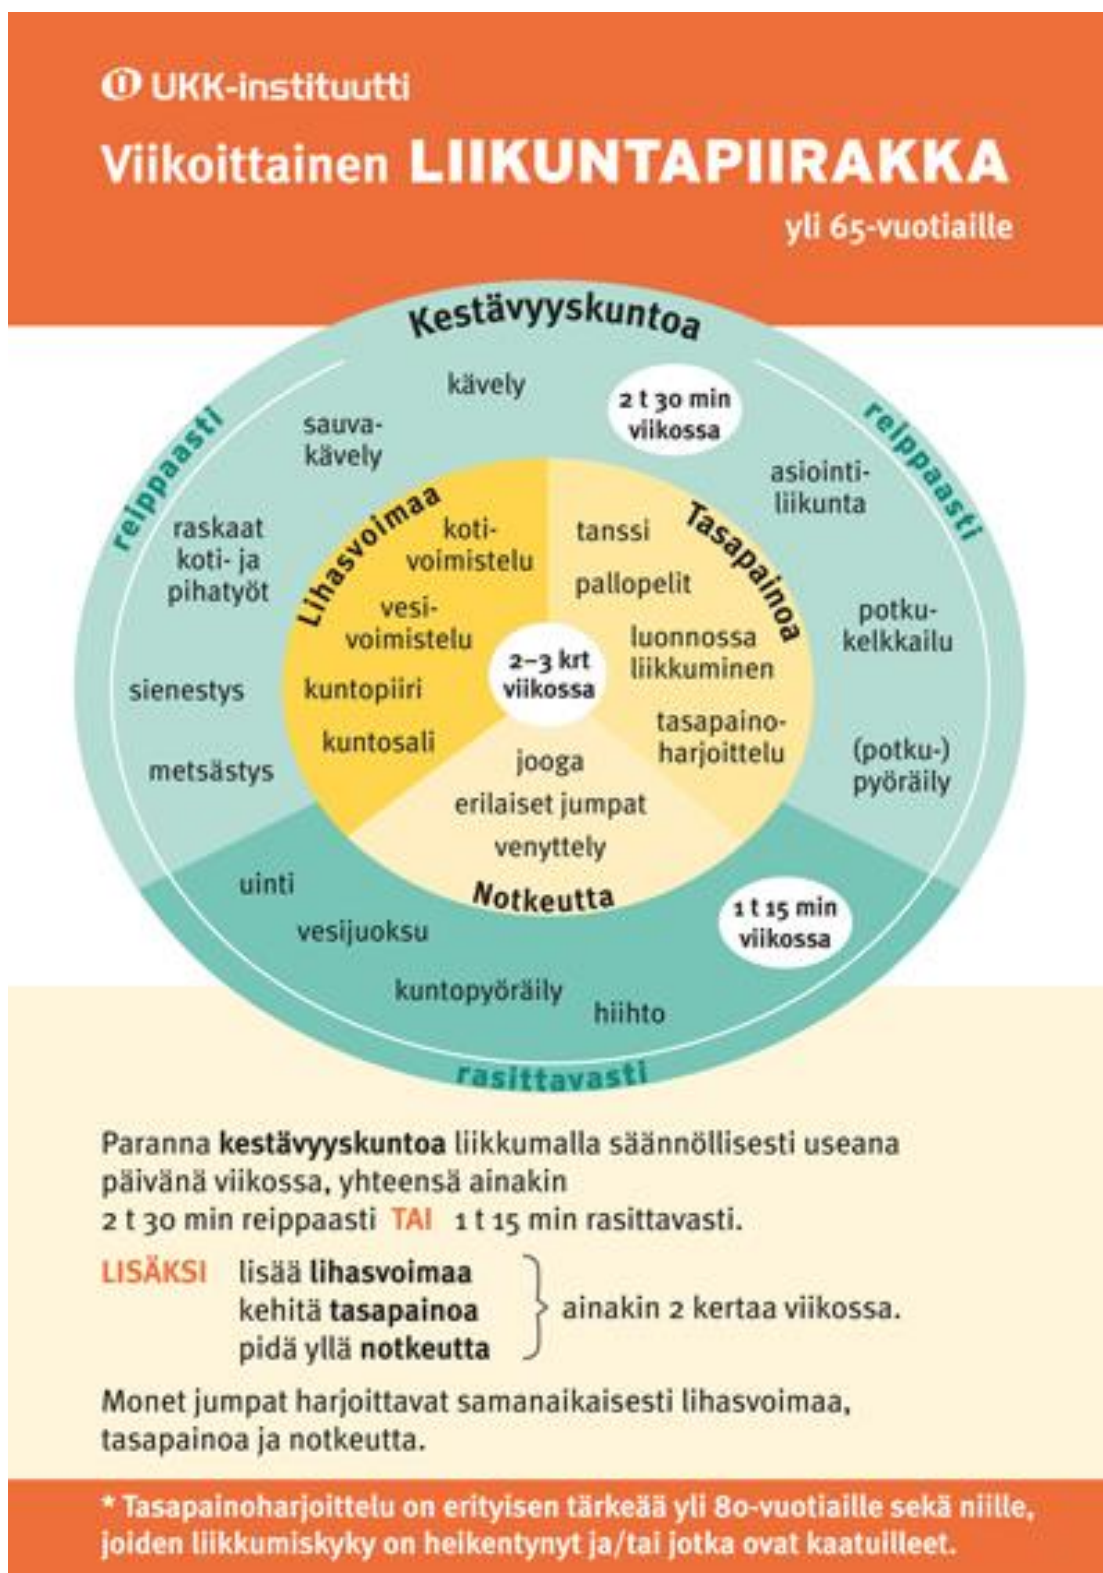 UKK-instituutti
Viikoittainen LIIKUNTAPIIRAKKA
yli 65-vuotiaille
Kestävyyskuntoa
reippaasti
reippaasti
kävely
2 t 30 min
viikossa
sauva-
kävely
asiointi-
liikunta
raskaat
koti- ja
pihatyöt
potku-
kelkkailu
sienestys
metsästys
(potku-)
pyöräily
Lihasvoimaa
koti-
voimistelu
vesi-
voimistelu
kuntopiiri
kuntosali
Tasapainoa
tanssi
pallopelit
luonnossa
liikkuminen
tasapaino-
harjoittelu
2–3 krt
viikossa
jooga
erilaiset jumpat
venyttely
Notkeutta
uinti
vesijuoksu
kuntopyöräily
hiihto
1 t 15 min
viikossa
rasittavasti
Paranna kestävyyskuntoa liikkumalla säännöllisesti useana
päivänä viikossa, yhteensä ainakin
2 t 30 min reippaasti TAI 1 t 15 min rasittavasti.
LISÄKSI lisää lihasvoimaa
kehitä tasapainoa
pidä yllä notkeutta
ainakin 2 kertaa viikossa.
Monet jumpat harjoittavat samanaikaisesti lihasvoimaa,
tasapainoa ja notkeutta.
* Tasapainoharjoittelu on erityisen tärkeää yli 80-vuotiaille sekä niille,
joiden liikkumiskyky on heikentynyt ja/tai jotka ovat kaatuilleet.